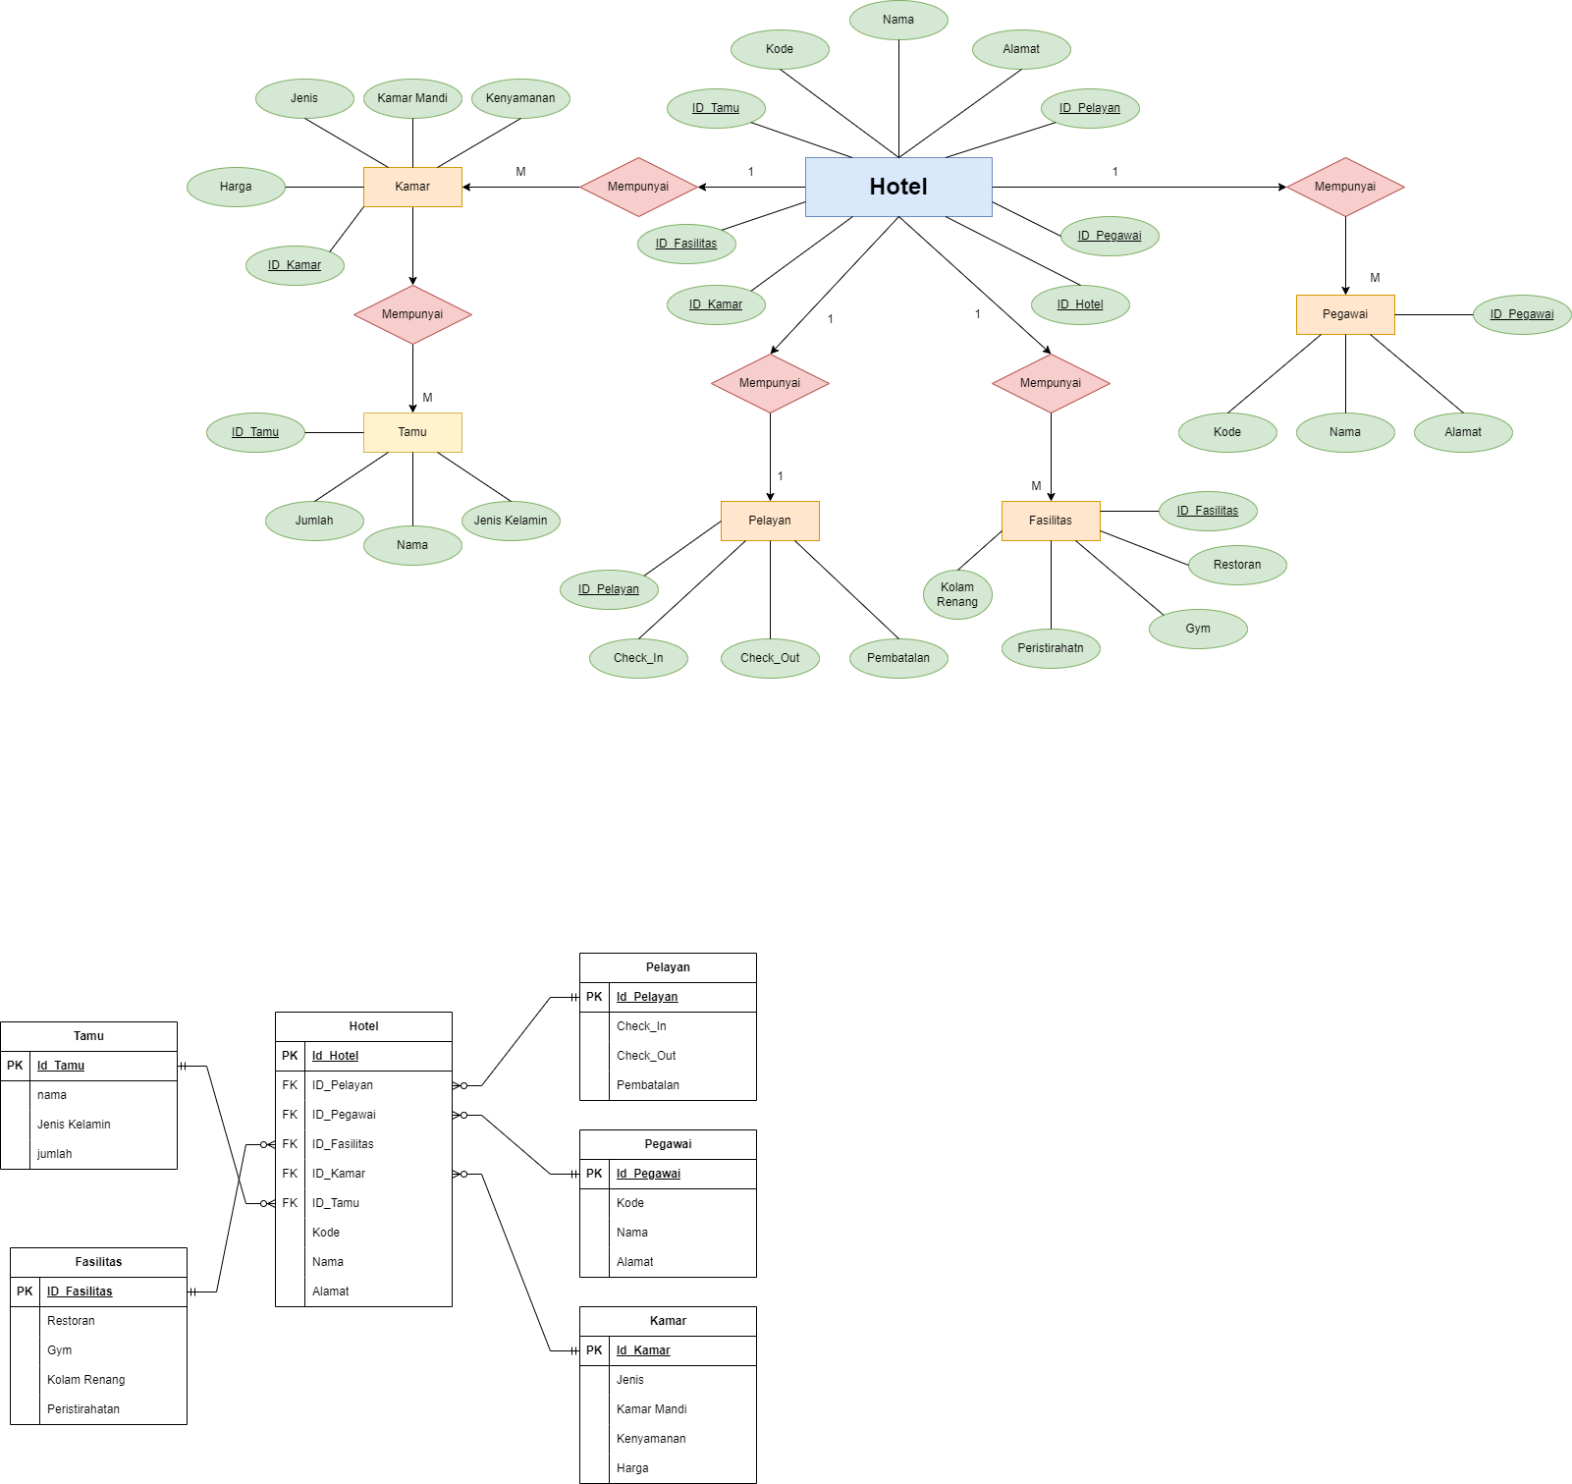 Nama
Kode
Alamat
Jenis
Kamar Mandi
Kenyamanan
ID_Tamu
ID_Pelayan
M
1
1
Harga
Kamar
Mempunyai
Hotel
Mempunyai
ID_Fasilitas
ID_Pegawai
ID_Kamar
M
ID_Kamar
ID_Hotel
Mempunyai
1
1
Pegawai
ID_Pegawai
Mempunyai
Mempunyai
M
ID_Tamu
Tamu
Kode
Nama
Alamat
1
M
Jumlah
Jenis Kelamin
Nama
Pelayan
Fasilitas
ID_Fasilitas
Restoran
ID_Pelayan
Kolam
Renang
Gym
Peristirahatn
Check_In
Check_Out
Pembatalan
Pelayan
PK Id_Pelayan
Check_In
Check_Out
Pembatalan
Tamu
PK Id_Tamu
nama
Jenis Kelamin
jumlah
Hotel
PK Id_Hotel
FK ID_Pelayan
FK ID_Pegawai
FK ID_Fasilitas
FK ID_Kamar
FK ID_Tamu
Kode
Nama
Alamat
Pegawai
PK Id_Pegawai
Kode
Nama
Alamat
Fasilitas
PK ID_Fasilitas
Restoran
Gym
Kolam Renang
Peristirahatan
Kamar
PK Id_Kamar
Jenis
Kamar Mandi
Kenyamanan
Harga